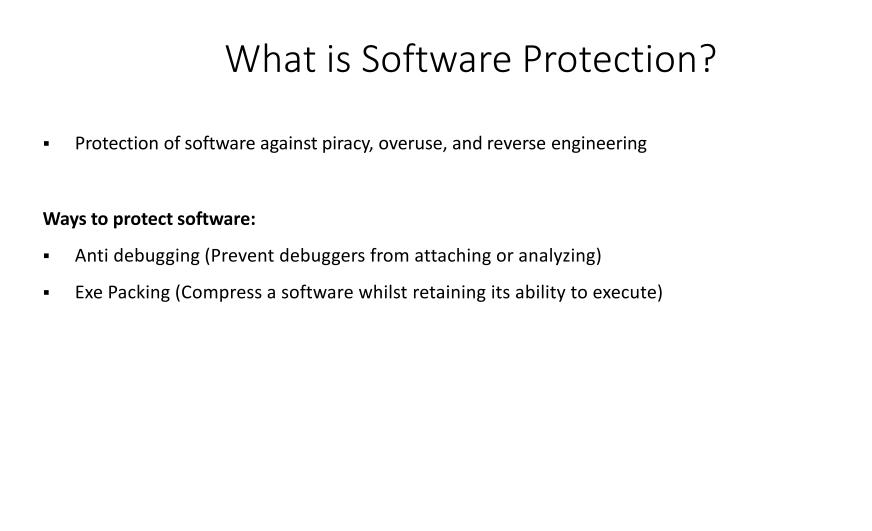 What is Software Protection?
▪ Protection of software against piracy, overuse, and reverse engineering
Ways to protect software:
▪ Anti debugging (Prevent debuggers from attaching or analyzing)
▪ Exe Packing (Compress a software whilst retaining its ability to execute)